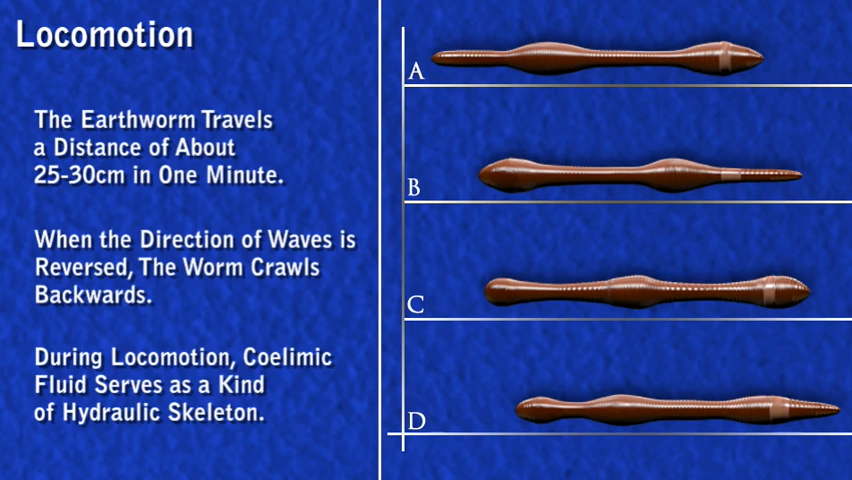 Locomotion
The Earthworm Travels
a Distance of About
25-30cm in One Minute.
When the Direction of Waves is
Reversed, The Worm Crawls
Backwards.
During Locomotion, Coelimic
Fluid Serves as a Kind
of Hydraulic Skeleton.
A
B
C
D